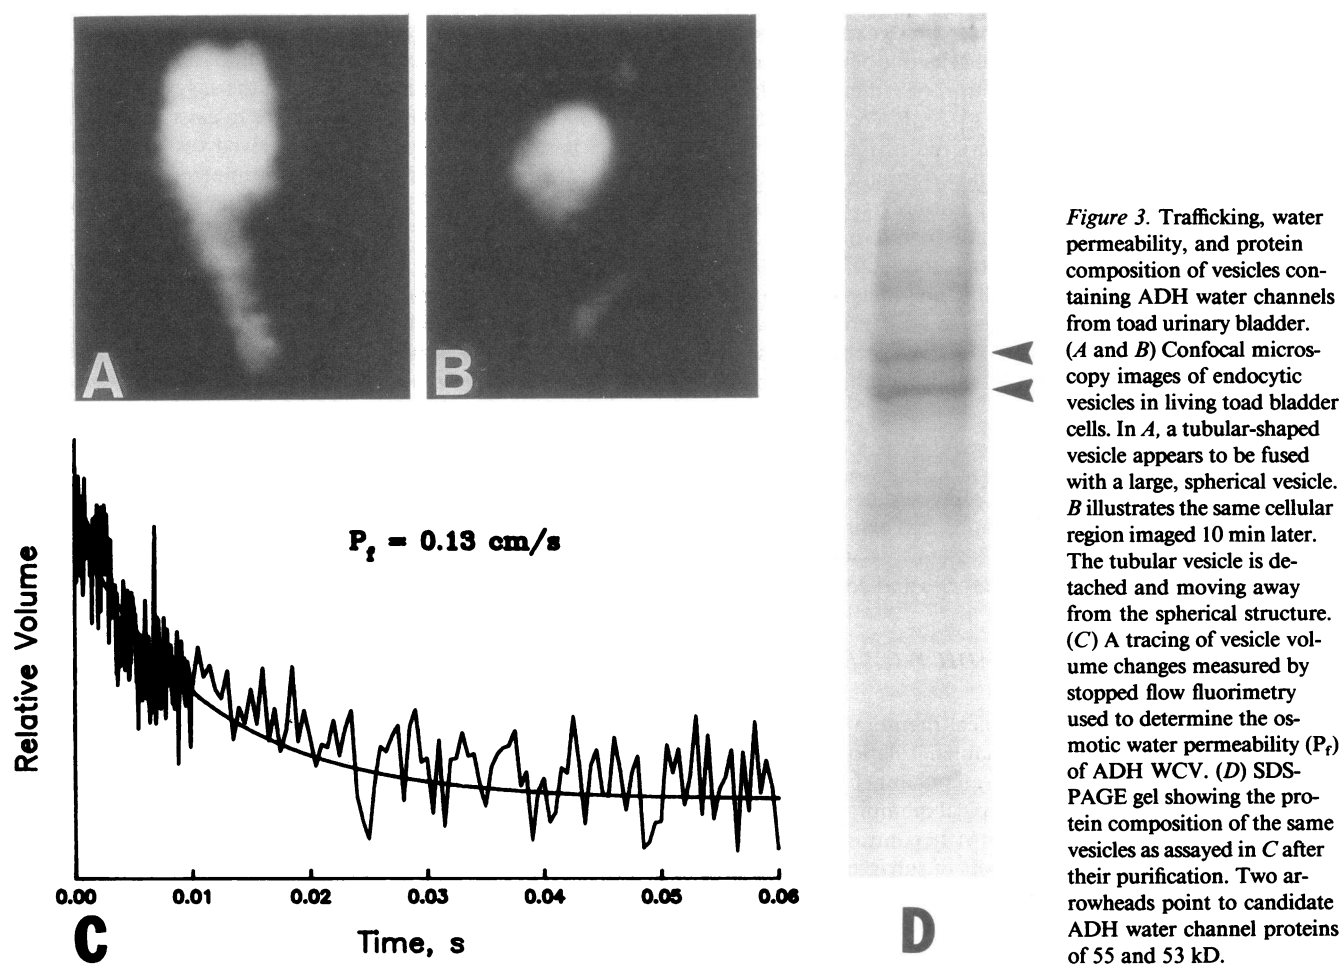 A
B
P_f = 0.13 cm/s
Relative Volume
0.00 0.01 0.02 0.03 0.04 0.05 0.06
Time, s
C
D
Figure 3. Trafficking, water
permeability, and protein
composition of vesicles con-
taining ADH water channels
from toad urinary bladder.
(A and B) Confocal micros-
copy images of endocytic
vesicles in living toad bladder
cells. In A, a tubular-shaped
vesicle appears to be fused
with a large, spherical vesicle.
B illustrates the same cellular
region imaged 10 min later.
The tubular vesicle is de-
tached and moving away
from the spherical structure.
(C) A tracing of vesicle vol-
ume changes measured by
stopped flow fluorimetry
used to determine the os-
motic water permeability (P_f)
of ADH WCV. (D) SDS-
PAGE gel showing the pro-
tein composition of the same
vesicles as assayed in C after
their purification. Two ar-
rowheads point to candidate
ADH water channel proteins
of 55 and 53 kD.